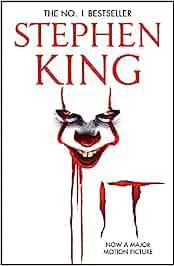 THE NO. 1 BESTSELLER
STEPHEN
KING
IT
NOW A MAJOR
MOTION PICTURE